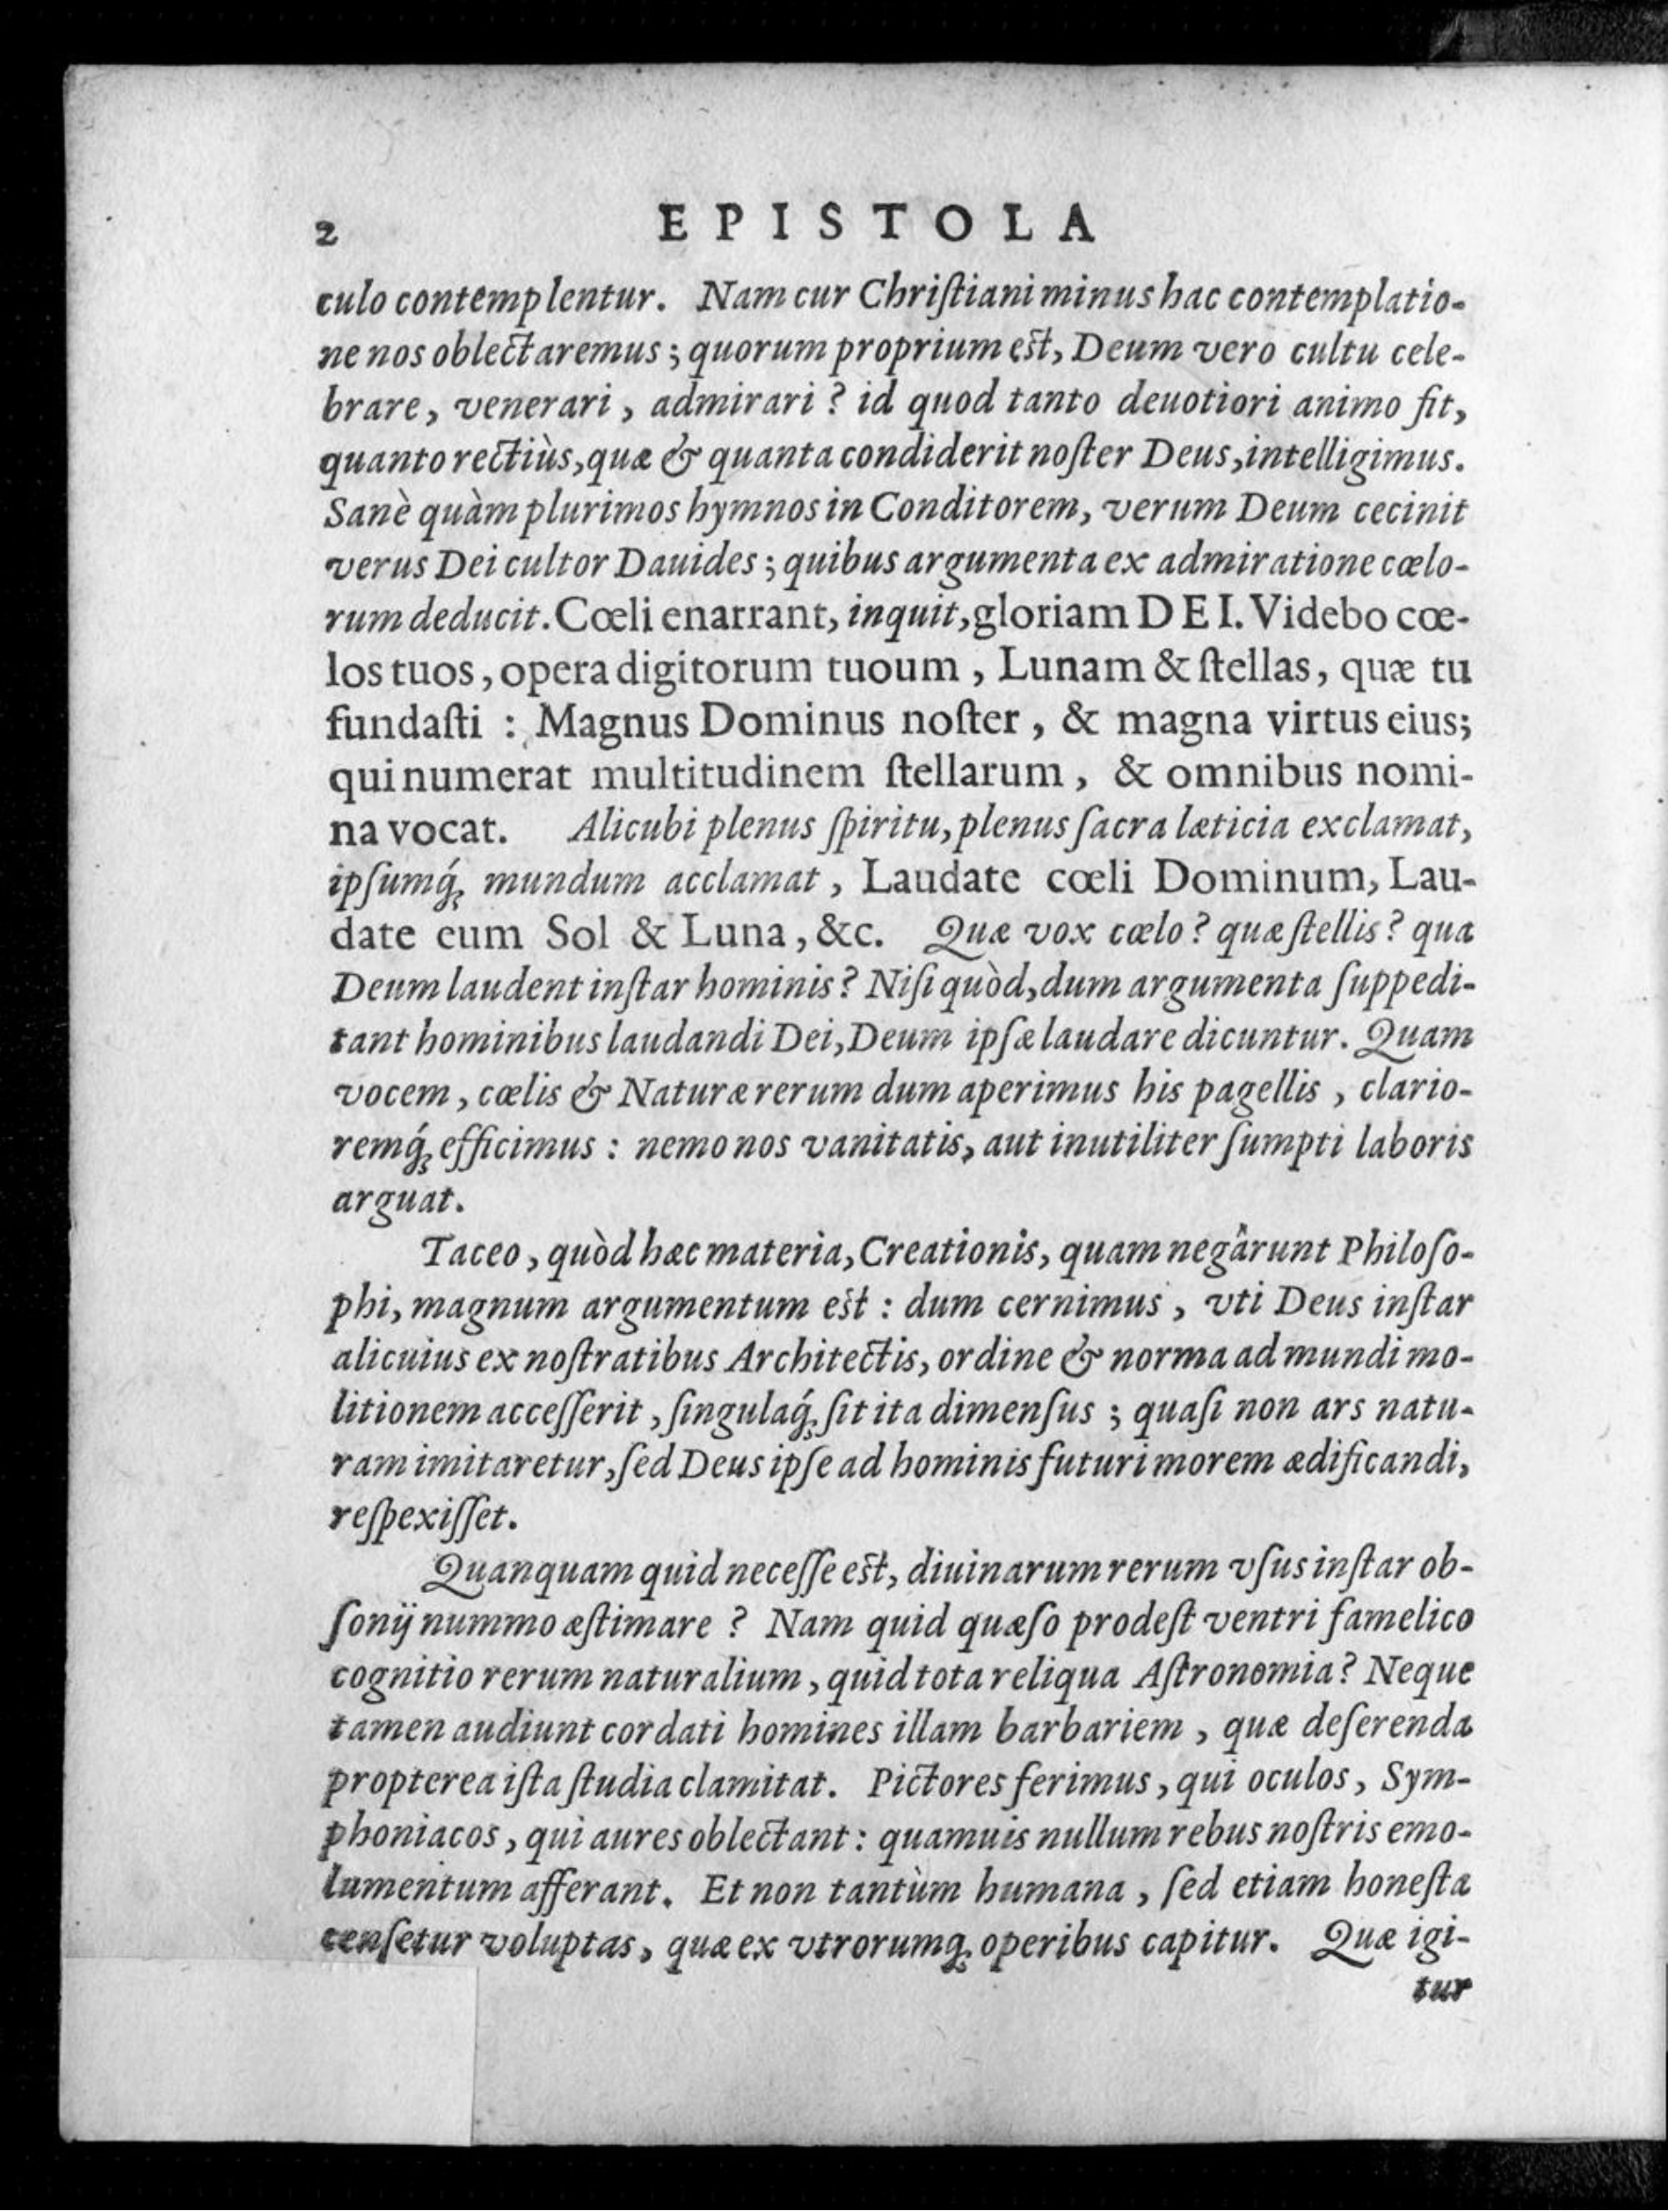 2 EPISTOLA
culo contemplentur. Nam cur Chriſtiani minus hac contemplatio-
ne nos oblectaremus; quorum proprium eſt, Deum vero cultu cele-
brare, venerari, admirari? id quod tanto deuotiori animo fit,
quanto rectiùs, quæ & quanta condiderit noſter Deus, intelligimus.
Sanè quàm plurimos hymnos in Conditorem, verum Deum cecinit
verus Dei cultor Dauides; quibus argumenta ex admiratione cœlo-
rum deducit. Cœli enarrant, inquit, gloriam DEI. Videbo cœ-
los tuos, opera digitorum tuoum, Lunam & ſtellas, quæ tu
fundaſti: Magnus Dominus noſter, & magna virtus eius;
qui numerat multitudinem ſtellarum, & omnibus nomi-
na vocat. Alicubi plenus ſpiritu, plenus ſacra læticia exclamat,
ipſumq́ꝫ mundum acclamat, Laudate cœli Dominum, Lau-
date eum Sol & Luna, &c. Quæ vox cœlo? quæ ſtellis? qua
Deum laudent inſtar hominis? Niſi quòd, dum argumenta ſuppedi-
tant hominibus laudandi Dei, Deum ipſæ laudare dicuntur. Quam
vocem, cœlis & Naturæ rerum dum aperimus his pagellis, clario-
remq́ꝫ efficimus: nemo nos vanitatis, aut inutiliter ſumpti laboris
arguat.
Taceo, quòd hæc materia, Creationis, quam negârunt Philoſo-
phi, magnum argumentum eſt: dum cernimus, vti Deus inſtar
alicuius ex noſtratibus Architectis, ordine & norma ad mundi mo-
litionem acceſſerit, ſingulaq́ꝫ ſit ita dimenſus; quaſi non ars natu-
ram imitaretur, ſed Deus ipſe ad hominis futuri morem ædificandi,
reſpexiſſet.
Quanquam quid neceſſe eſt, diuinarum rerum vſus inſtar ob-
ſonij nummo æſtimare? Nam quid quæſo prodeſt ventri famelico
cognitio rerum naturalium, quid tota reliqua Aſtronomia? Neque
tamen audiunt cordati homines illam barbariem, quæ deſerenda
propterea iſta ſtudia clamitat. Pictores ferimus, qui oculos, Sym-
phoniacos, qui aures oblectant: quamuis nullum rebus noſtris emo-
lumentum afferant. Et non tantùm humana, ſed etiam honeſta
cenſetur voluptas, quæ ex vtrorumqꝫ operibus capitur. Quæ igi-
tur